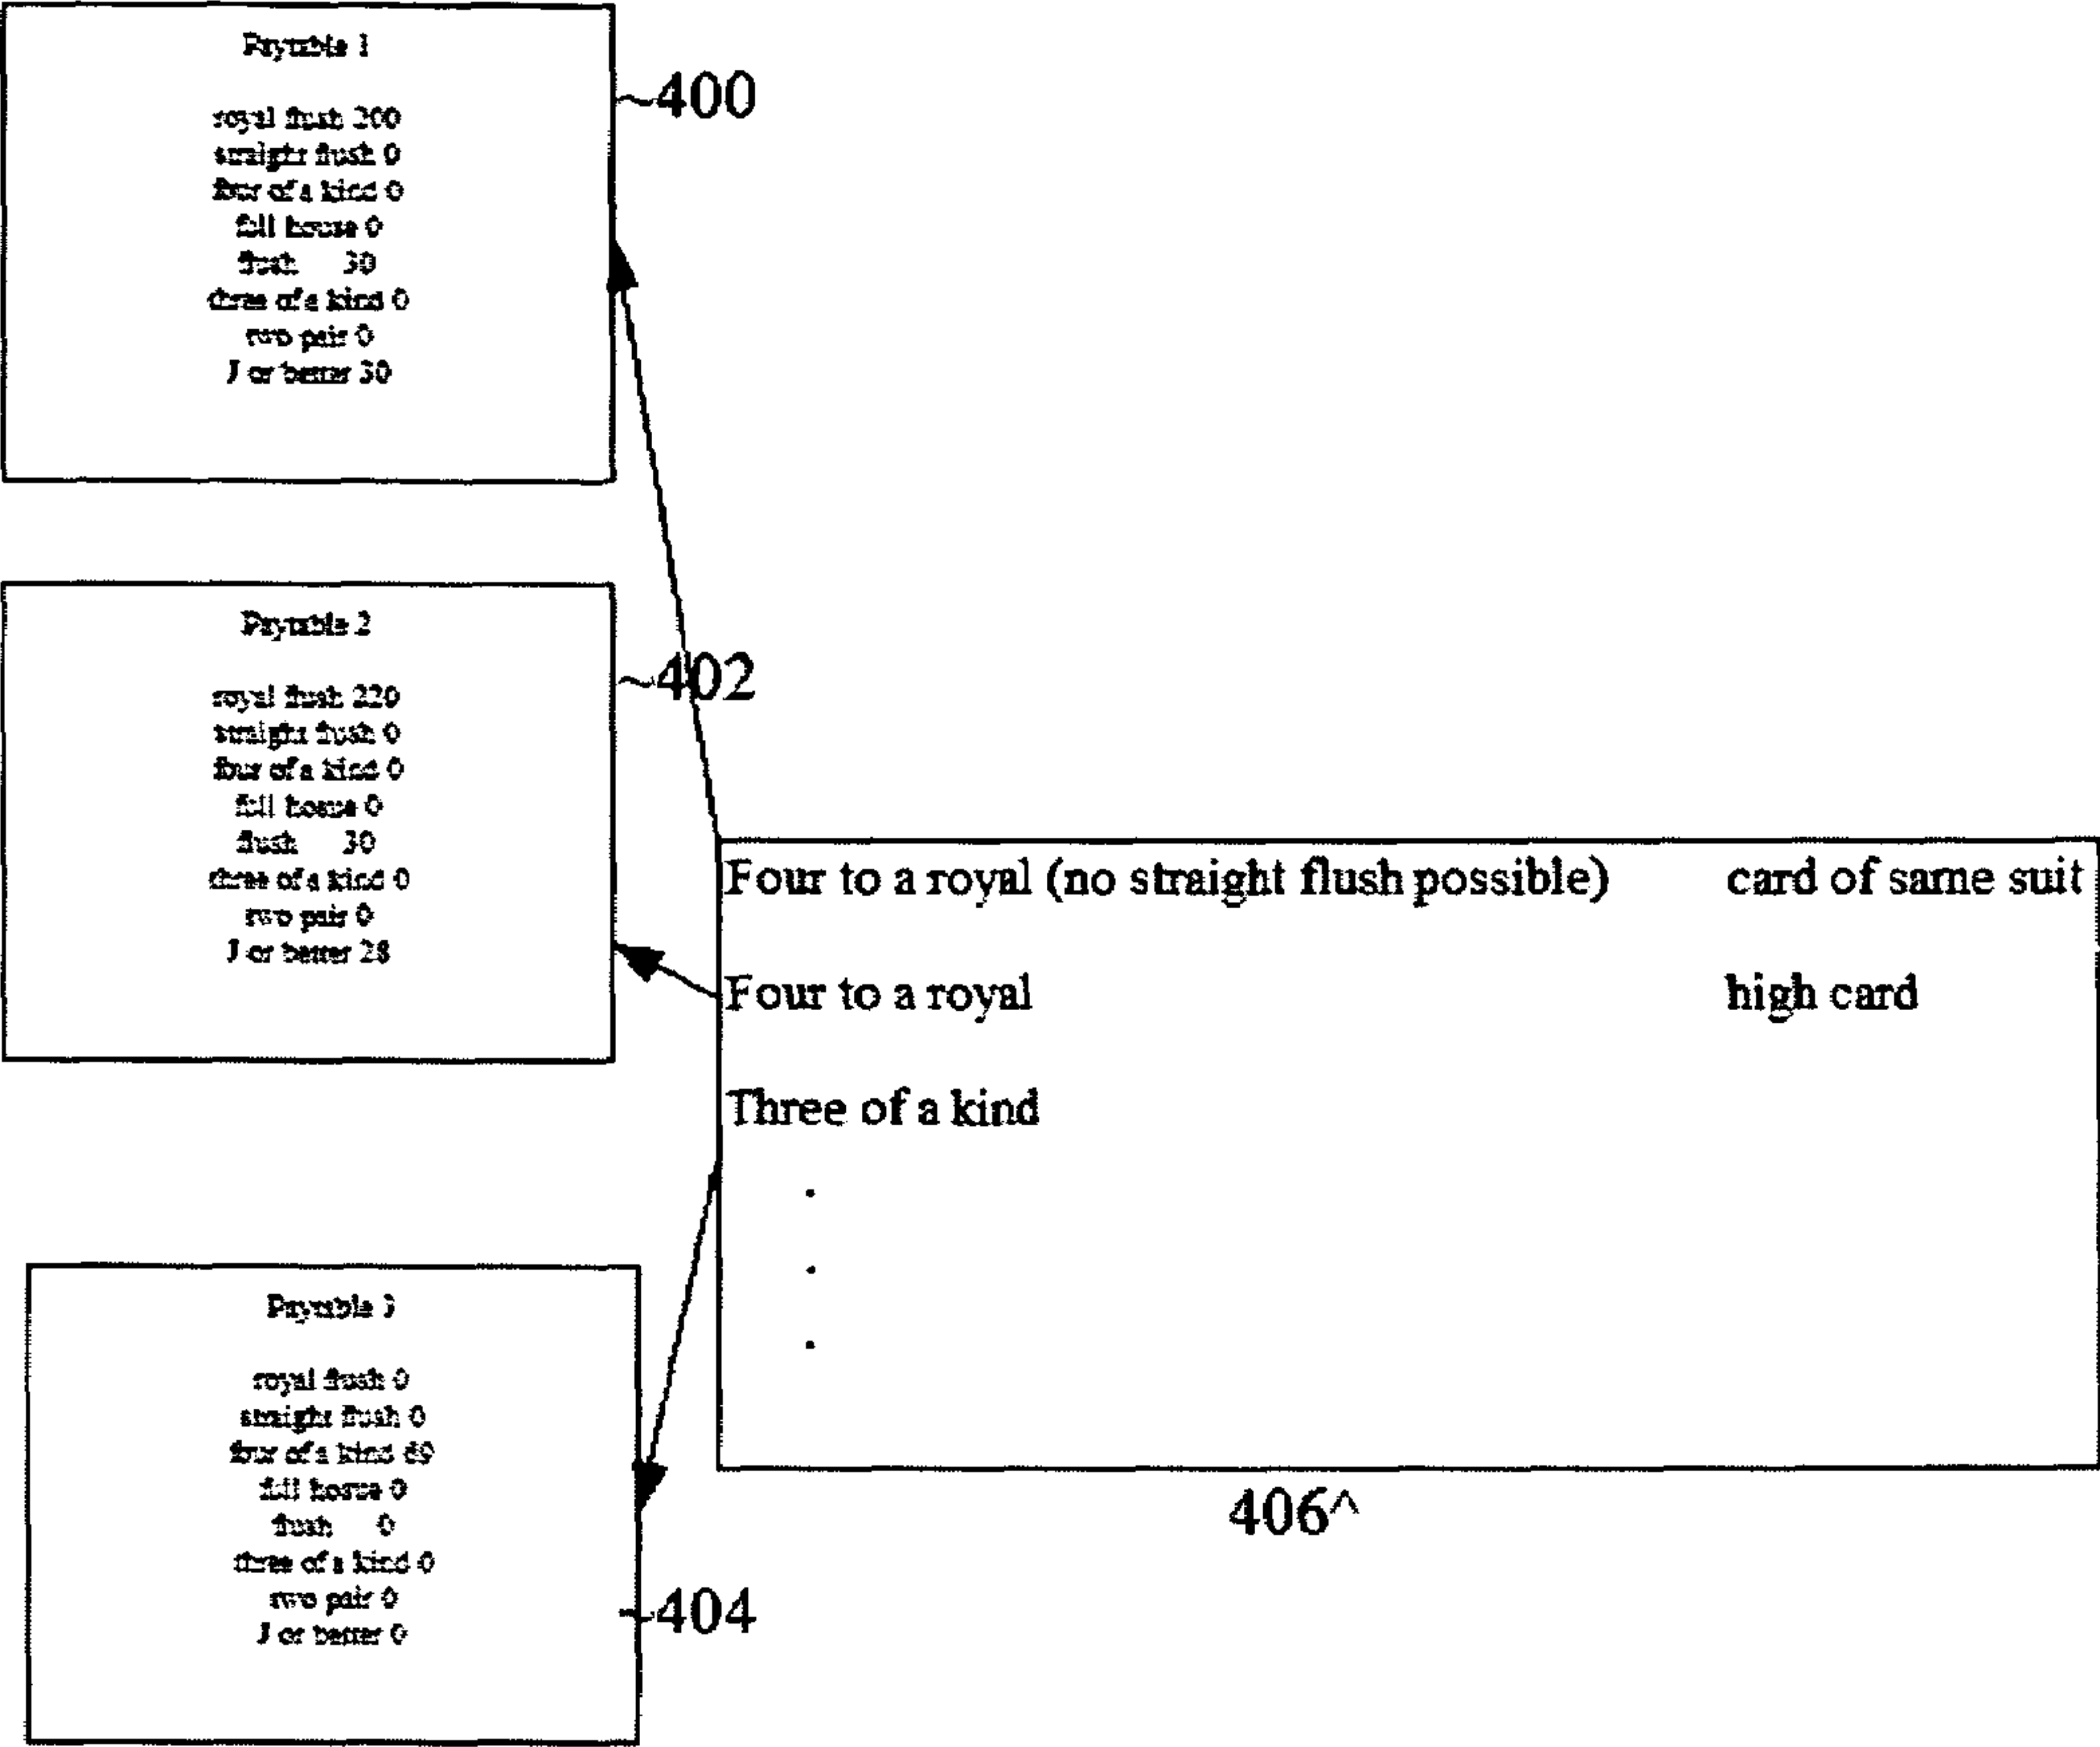 Paytable 1
royal flush 200
straight flush 0
four of a kind 0
full house 0
flush 30
three of a kind 0
two pair 0
J or better 30
400
Paytable 2
royal flush 220
straight flush 0
four of a kind 0
full house 0
flush 30
three of a kind 0
two pair 0
J or better 28
402
Four to a royal (no straight flush possible) card of same suit
Four to a royal high card
Three of a kind
.
.
.
406^
Paytable 3
royal flush 0
straight flush 0
four of a kind
full house 0
flush 0
three of a kind 0
two pair 0
J or better 0
404